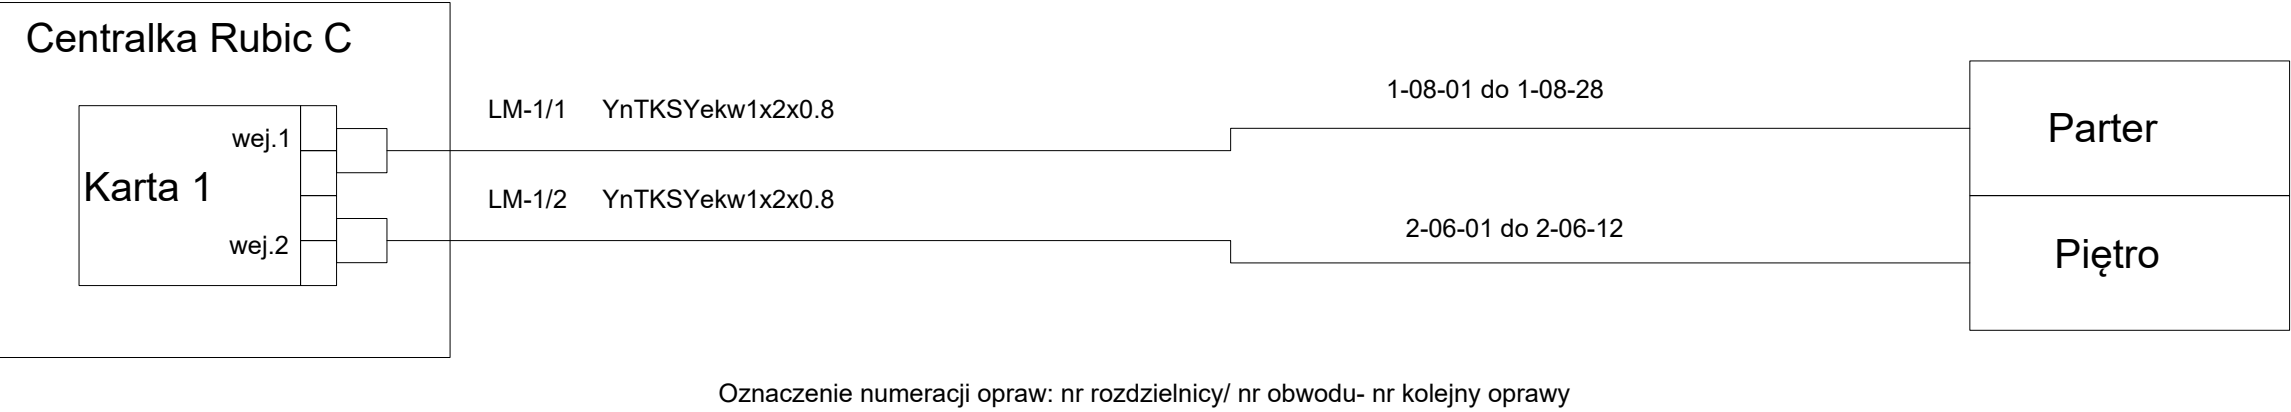 Centralka Rubic C
1-08-01 do 1-08-28
LM-1/1 YnTKSYekw1x2x0.8
wej.1
Parter
Karta 1
LM-1/2 YnTKSYekw1x2x0.8
2-06-01 do 2-06-12
wej.2
Piętro
Oznaczenie numeracji opraw: nr rozdzielnicy/ nr obwodu- nr kolejny oprawy